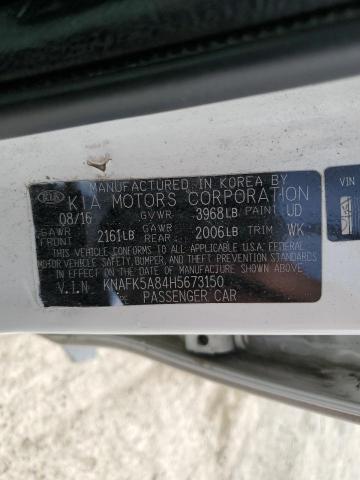 MANUFACTURED IN KOREA BY
KIA KIA MOTORS CORPORATION
08/16 GVWR 3968LB PAINT UD
GAWR FRONT 2161LB GAWR REAR 2006LB TRIM WK
THIS VEHICLE CONFORMS TO ALL APPLICABLE U.S.A. FEDERAL
MOTOR VEHICLE SAFETY, BUMPER, AND THEFT PREVENTION STANDARDS
IN EFFECT ON THE DATE OF MANUFACTURE SHOWN ABOVE.
V.I.N KNAFK5A84H5673150
PASSENGER CAR
VIN